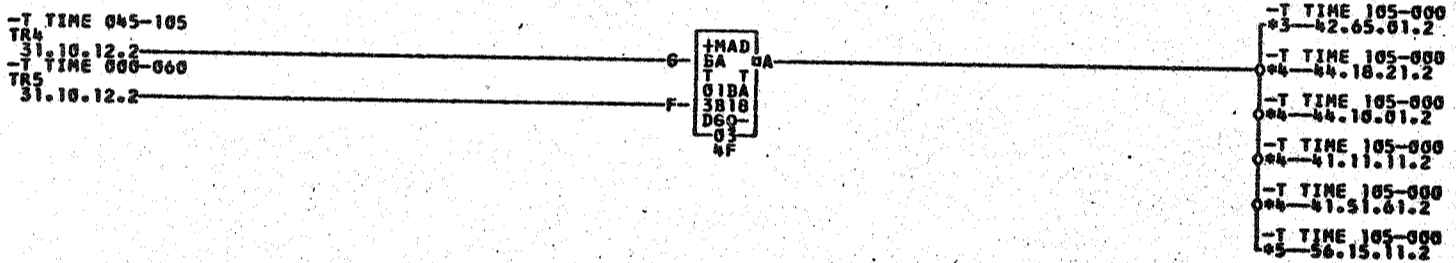 -T TIME 045-105
TR4
31.10.12.2
-T TIME 000-060
TR5
31.10.12.2
G
F
+MAD
A
T T
01BA
3B18
D6Q-
03
4F
A
-T TIME 105-000
*3—42.65.01.2
-T TIME 105-000
*4—44.18.21.2
-T TIME 105-000
*4—44.10.01.2
-T TIME 105-000
*4—41.11.11.2
-T TIME 105-000
*4—41.51.61.2
-T TIME 105-000
*5—56.15.11.2